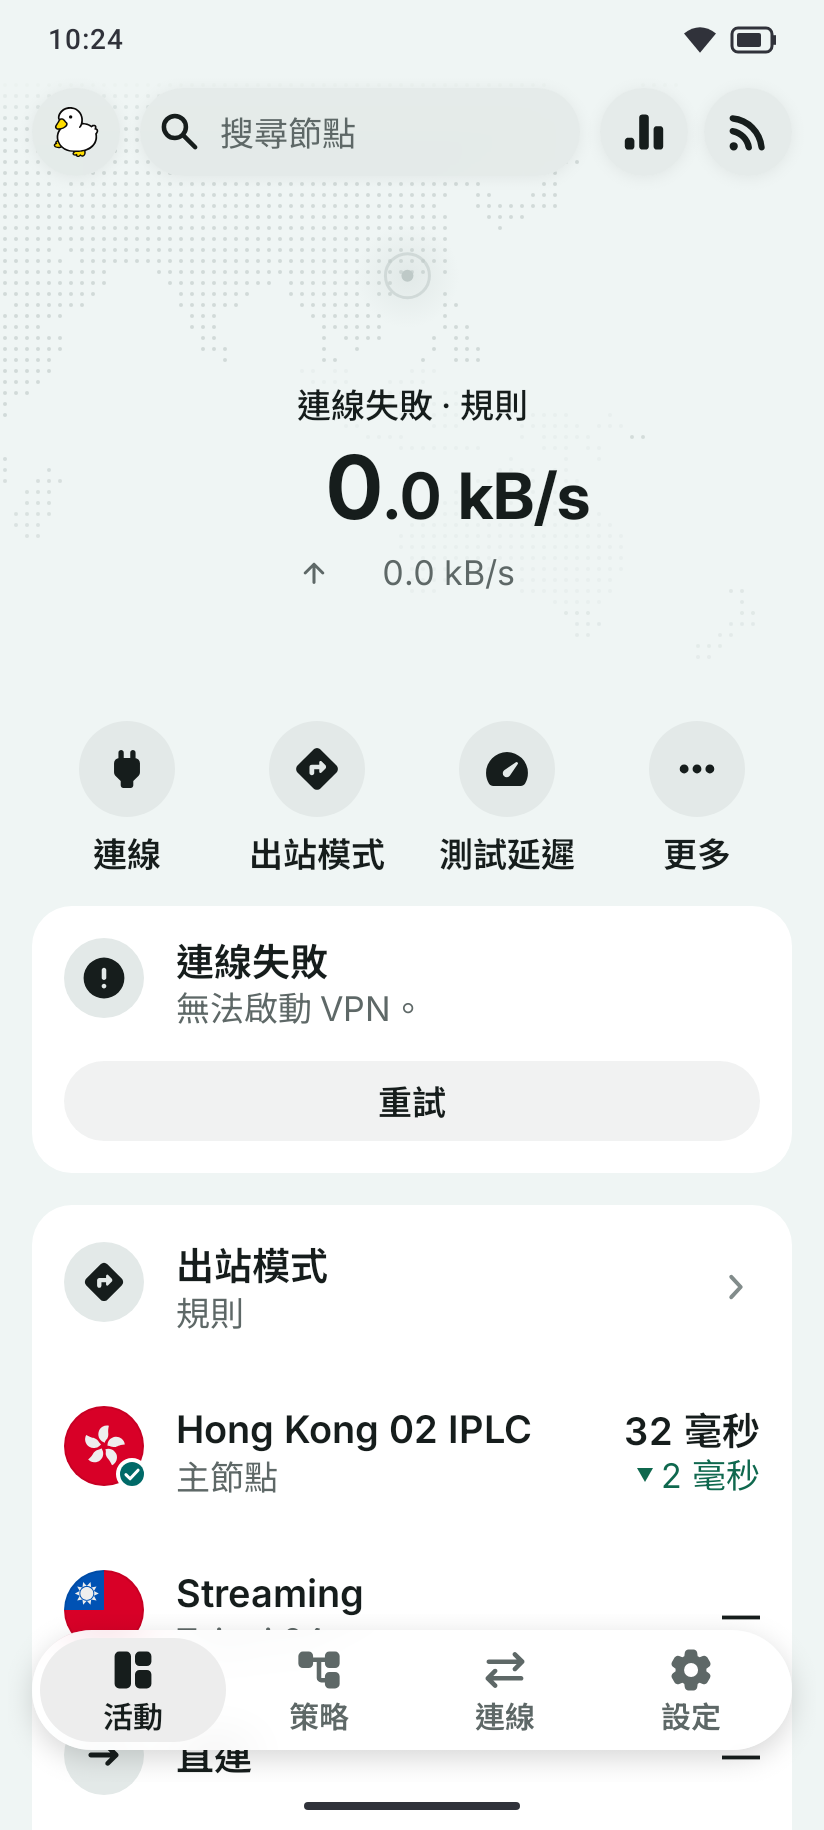 10:24
搜尋節點
連線失敗 · 規則
0.0 kB/s
↑ 0.0 kB/s
連線
出站模式
測試延遲
更多
連線失敗
無法啟動 VPN。
重試
出站模式
規則
Hong Kong 02 IPLC
32 毫秒
主節點
▼2 毫秒
Streaming
—
活動
策略
連線
設定
直連
—